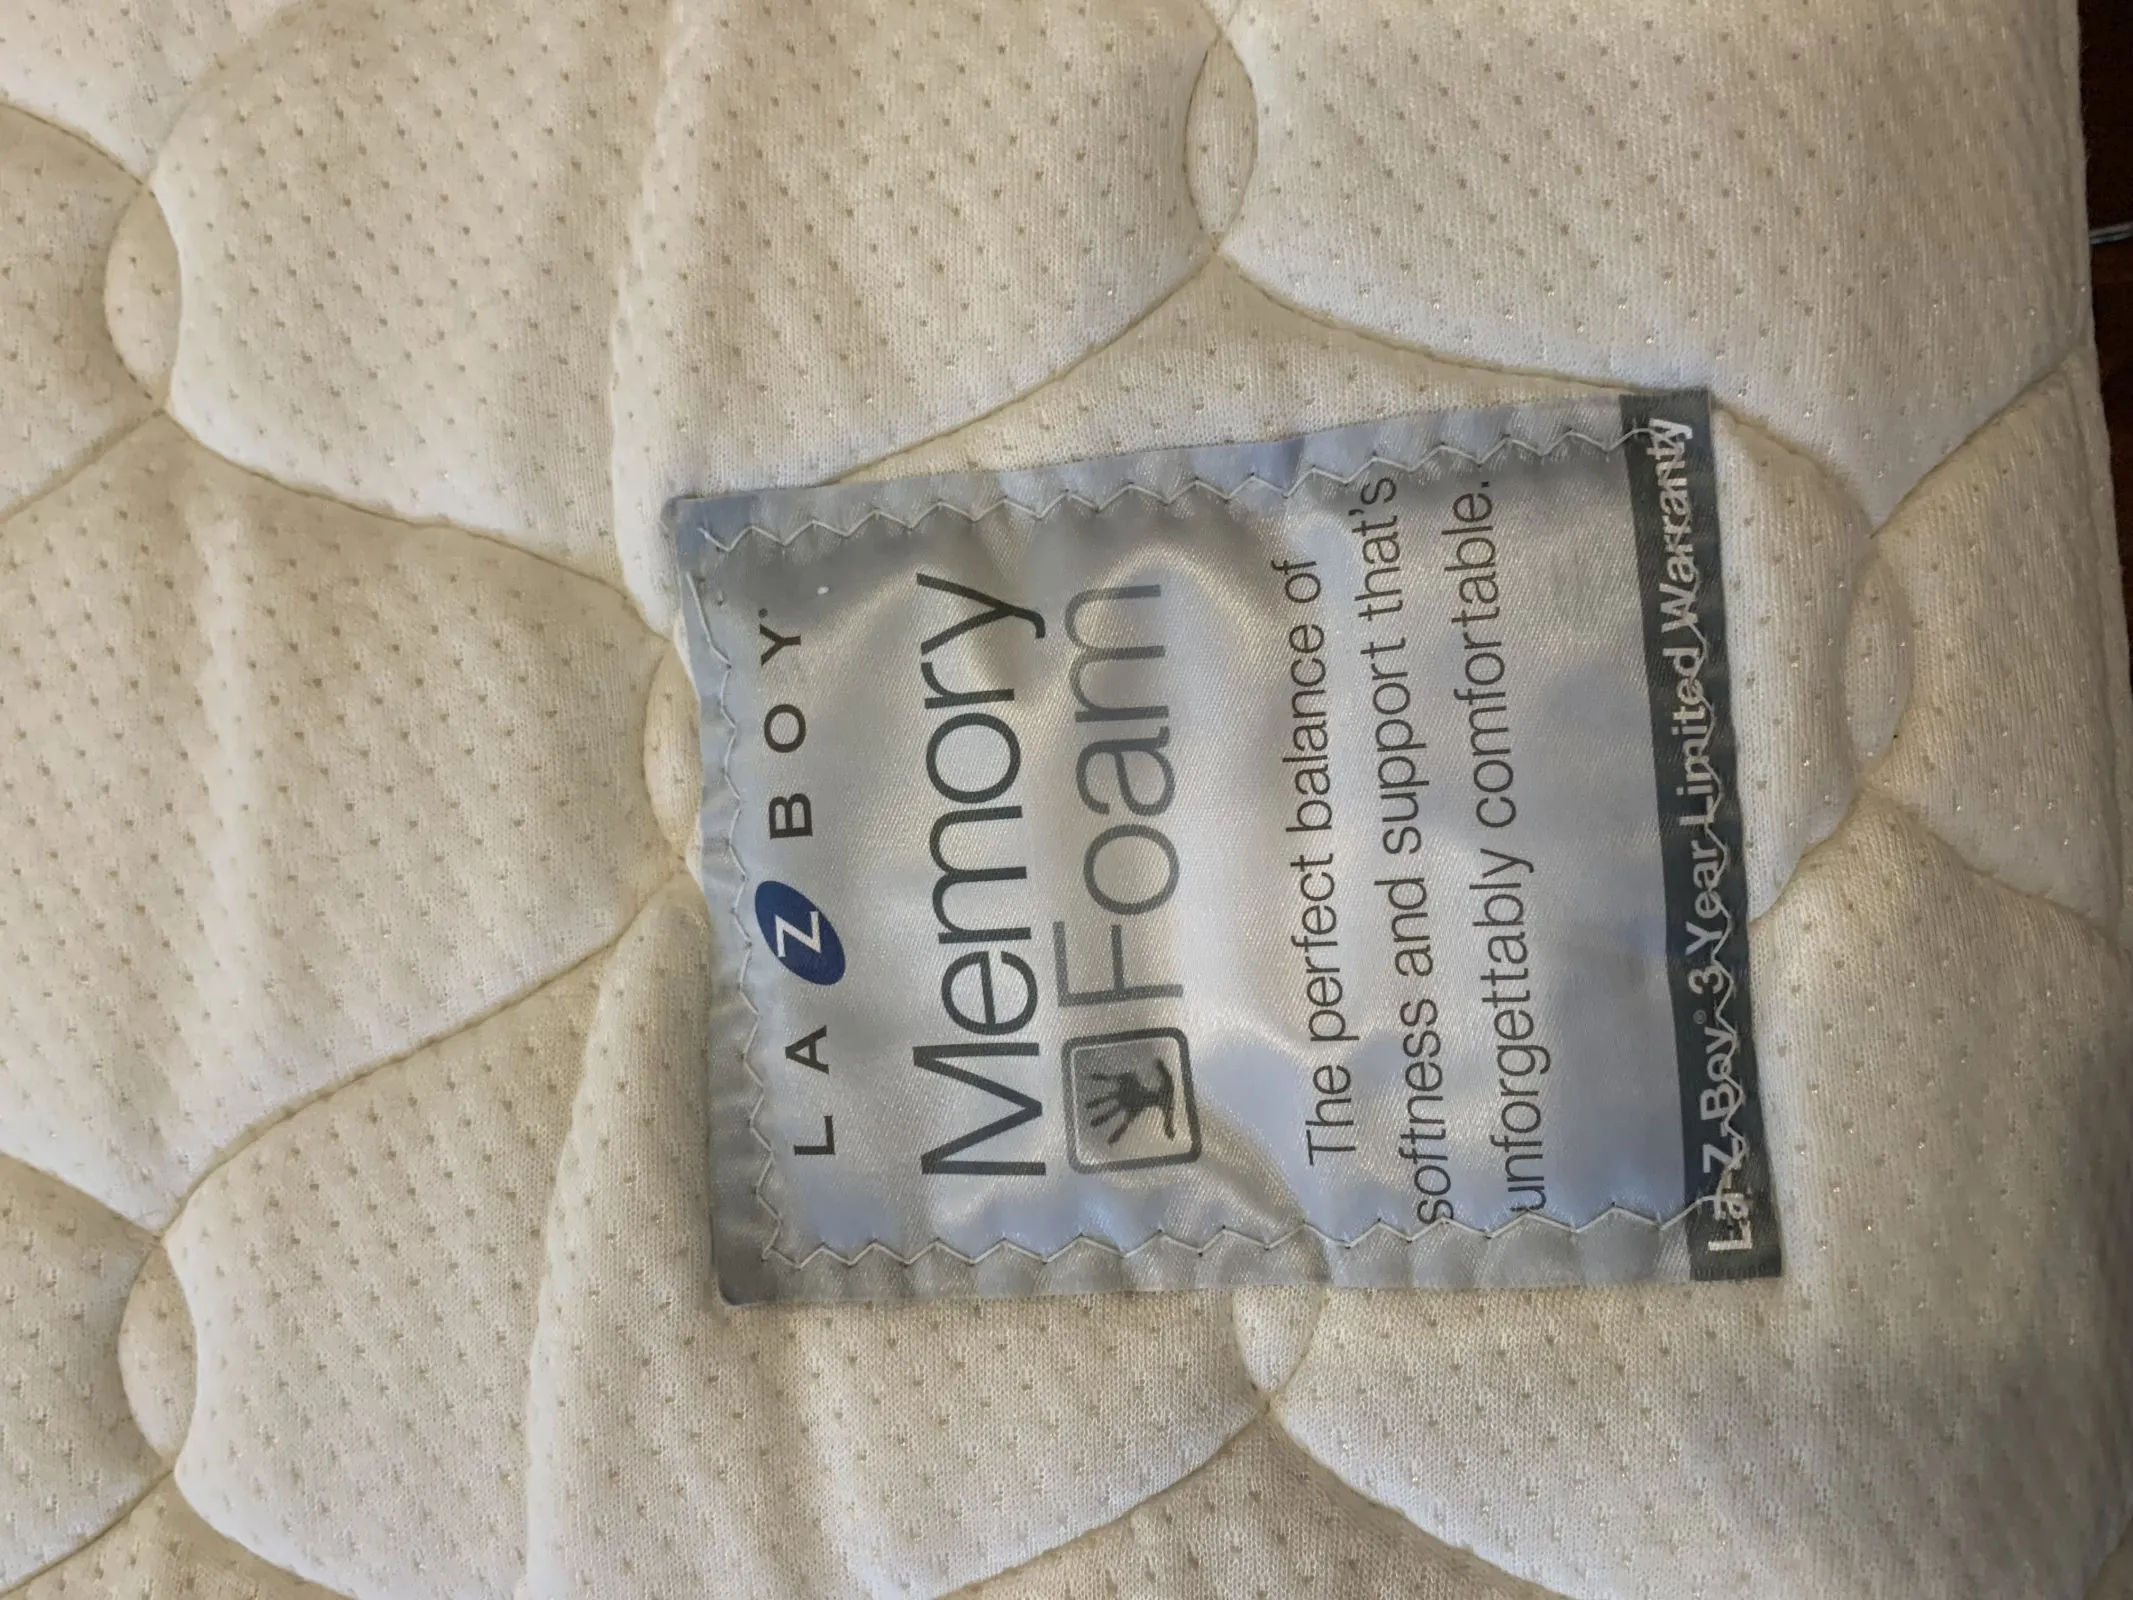 LA Z BOY®
Memory
Foam
The perfect balance of
softness and support that's
unforgettably comfortable.
La-Z-Boy® 3 Year Limited Warranty